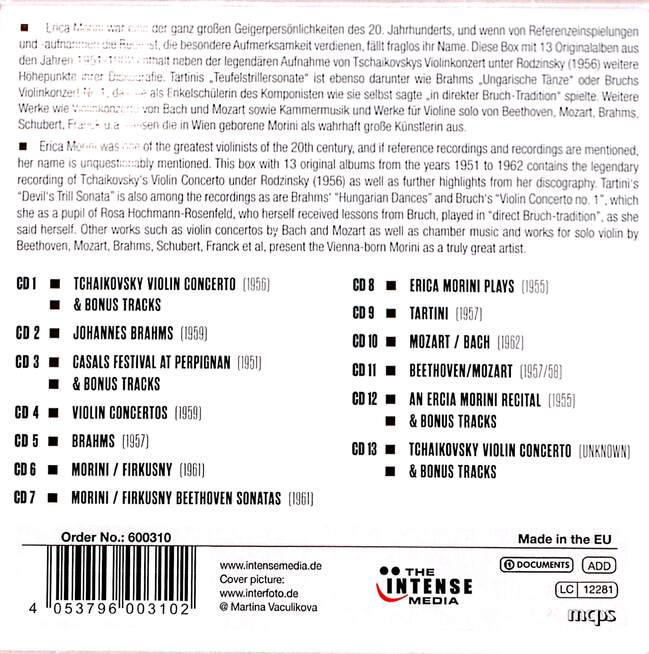 ■ Erica Morini war eine der ganz großen Geigerpersönlichkeiten des 20. Jahrhunderts, und wenn von Referenzeinspielungen
und -aufnahmen die Rede ist, die besondere Aufmerksamkeit verdienen, fällt fraglos ihr Name. Diese Box mit 13 Originalalben aus
den Jahren 1951-1962 enthält neben der legendären Aufnahme von Tschaikovskys Violinkonzert unter Rodzinsky (1956) weitere
Höhepunkte ihrer Diskografie. Tartinis „Teufelstrillersonate" ist ebenso darunter wie Brahms „Ungarische Tänze" oder Bruchs
Violinkonzert Nr. 1, das sie als Enkelschülerin des Komponisten wie sie selbst sagte „in direkter Bruch-Tradition" spielte. Weitere
Werke wie Violinkonzerte von Bach und Mozart sowie Kammermusik und Werke für Violine solo von Beethoven, Mozart, Brahms,
Schubert, Franck u.a. weisen die in Wien geborene Morini als wahrhaft große Künstlerin aus.
■ Erica Morini was one of the greatest violinists of the 20th century, and if reference recordings and recordings are mentioned,
her name is unquestionably mentioned. This box with 13 original albums from the years 1951 to 1962 contains the legendary
recording of Tchaikovsky's Violin Concerto under Rodzinsky (1956) as well as further highlights from her discography. Tartini's
"Devil's Trill Sonata" is also among the recordings as are Brahms' "Hungarian Dances" and Bruch's "Violin Concerto no. 1", which
she as a pupil of Rosa Hochmann-Rosenfeld, who herself received lessons from Bruch, played in "direct Bruch-tradition", as she
said herself. Other works such as violin concertos by Bach and Mozart as well as chamber music and works for solo violin by
Beethoven, Mozart, Brahms, Schubert, Franck et al. present the Vienna-born Morini as a truly great artist.
CD 1 ■ TCHAIKOVSKY VIOLIN CONCERTO (1956)
■ & BONUS TRACKS
CD 2 ■ JOHANNES BRAHMS (1959)
CD 3 ■ CASALS FESTIVAL AT PERPIGNAN (1951)
■ & BONUS TRACKS
CD 4 ■ VIOLIN CONCERTOS (1959)
CD 5 ■ BRAHMS (1957)
CD 6 ■ MORINI / FIRKUSNY (1961)
CD 7 ■ MORINI / FIRKUSNY BEETHOVEN SONATAS (1961)
CD 8 ■ ERICA MORINI PLAYS (1955)
CD 9 ■ TARTINI (1957)
CD 10 ■ MOZART / BACH (1962)
CD 11 ■ BEETHOVEN/MOZART (1957/58)
CD 12 ■ AN ERCIA MORINI RECITAL (1955)
■ & BONUS TRACKS
CD 13 ■ TCHAIKOVSKY VIOLIN CONCERTO (UNKNOWN)
■ & BONUS TRACKS
Order No.: 600310
4 053796 003102
www.intensemedia.de
Cover picture:
www.interfoto.de
@ Martina Vaculikova
THE
INTENSE
MEDIA
Made in the EU
DOCUMENTS
ADD
LC 12281
mcps